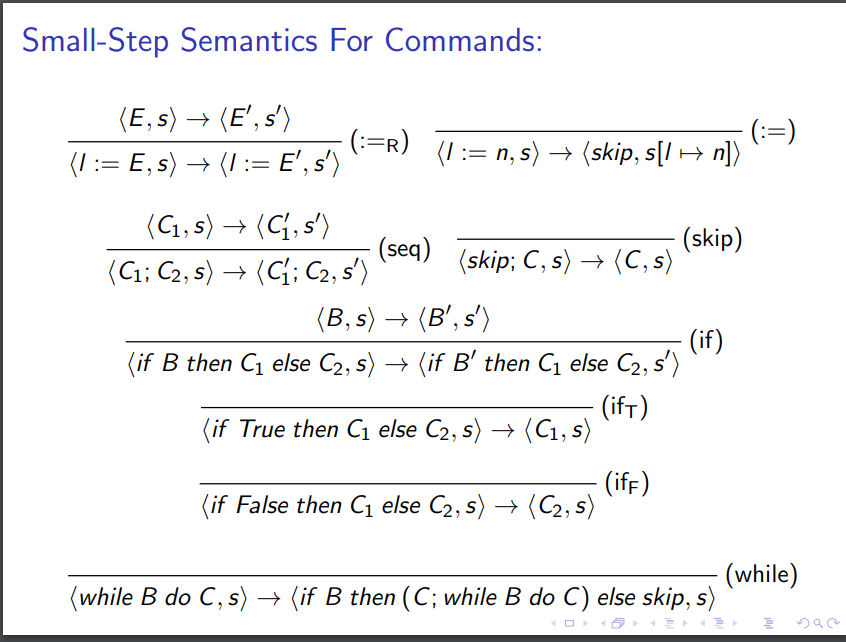 Small-Step Semantics For Commands:
⟨E, s⟩ → ⟨E′, s′⟩
⟨l := E, s⟩ → ⟨l := E′, s′⟩ (:=R)
⟨l := n, s⟩ → ⟨skip, s[l ↦ n]⟩ (:=)
⟨C₁, s⟩ → ⟨C₁′, s′⟩
⟨C₁; C₂, s⟩ → ⟨C₁′; C₂, s′⟩ (seq)
⟨skip; C, s⟩ → ⟨C, s⟩ (skip)
⟨B, s⟩ → ⟨B′, s′⟩
⟨if B then C₁ else C₂, s⟩ → ⟨if B′ then C₁ else C₂, s′⟩ (if)
⟨if True then C₁ else C₂, s⟩ → ⟨C₁, s⟩ (ifT)
⟨if False then C₁ else C₂, s⟩ → ⟨C₂, s⟩ (ifF)
⟨while B do C, s⟩ → ⟨if B then (C; while B do C) else skip, s⟩ (while)